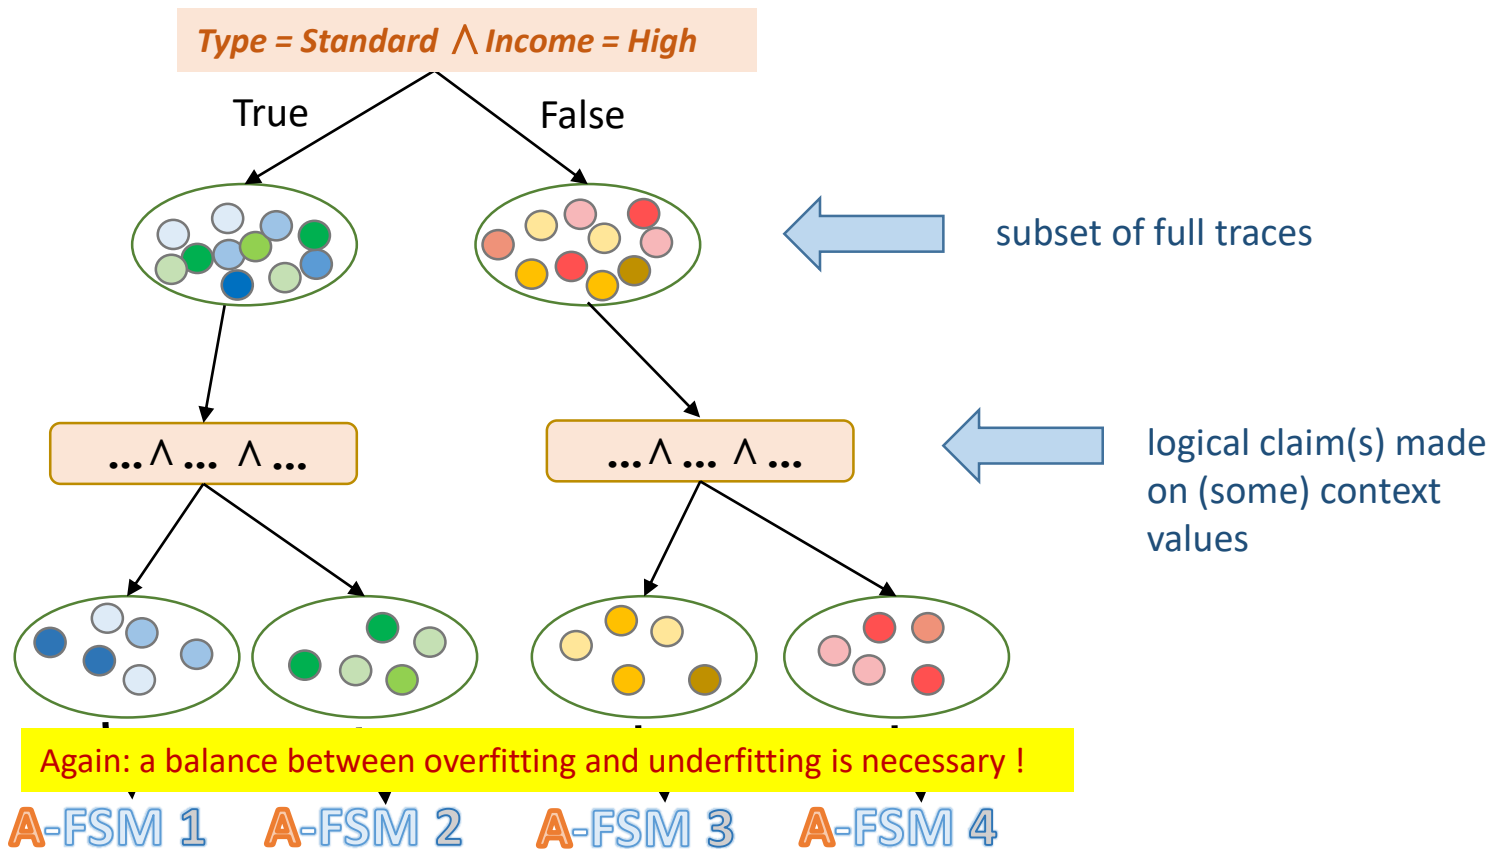 Type = Standard ∧ Income = High
True
False
subset of full traces
... ∧ ... ∧ ...
... ∧ ... ∧ ...
logical claim(s) made
on (some) context
values
Again: a balance between overfitting and underfitting is necessary !
A-FSM 1
A-FSM 2
A-FSM 3
A-FSM 4